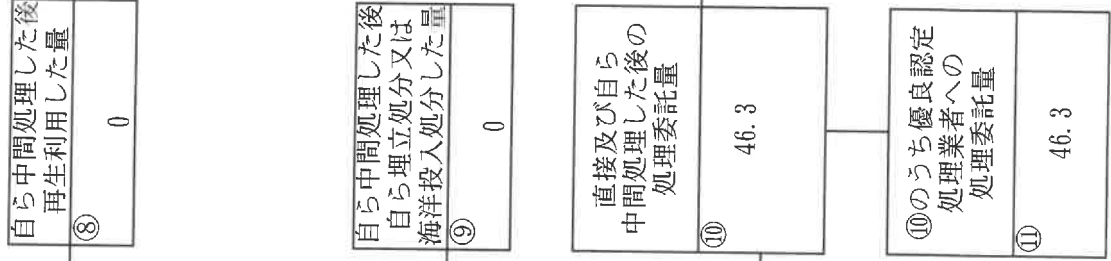 自ら中間処理した後
再生利用した量
⑧
0
自ら中間処理した後
自ら埋立処分又は
海洋投入処分した量
⑨
0
直接及び自ら
中間処理した後の
処理委託量
⑩
46.3
⑩のうち優良認定
処理業者への
処理委託量
⑪
46.3